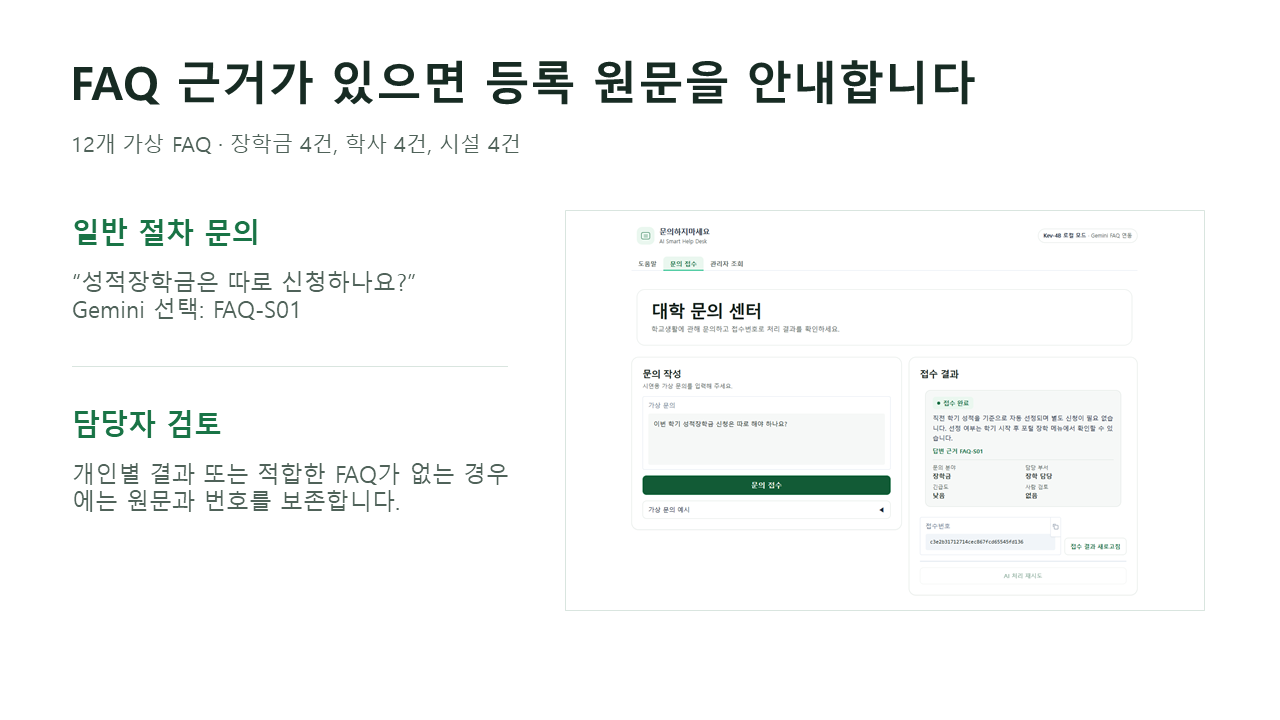 FAQ 근거가 있으면 등록 원문을 안내합니다
12개 가상 FAQ · 장학금 4건, 학사 4건, 시설 4건
일반 절차 문의
“성적장학금은 따로 신청하나요?”
Gemini 선택: FAQ-S01
담당자 검토
개인별 결과 또는 적합한 FAQ가 없는 경우
에는 원문과 번호를 보존합니다.
문의하지마세요
AI Smart Help Desk
Kev-4B 로컬 모드 · Gemini FAQ 연동
도움말 문의 접수 관리자 조회
대학 문의 센터
학교생활에 관해 문의하고 접수번호로 처리 결과를 확인하세요.
문의 작성
시연용 가상 문의를 입력해 주세요.
가상 문의
이번 학기 성적장학금 신청은 따로 해야 하나요?
문의 접수
가상 문의 예시
접수 결과
접수 완료
직전 학기 성적을 기준으로 자동 선정되며 별도 신청이 필요 없습
니다. 선정 여부는 학기 시작 후 포털 장학 메뉴에서 확인할 수 있
습니다.
답변 근거 FAQ-S01
문의 분야 담당 부서
장학금 장학 담당
긴급도 사람 검토
낮음 없음
접수번호
c3e2b31712714cec867fcd65545fd136
접수 결과 새로고침
AI 처리 재시도